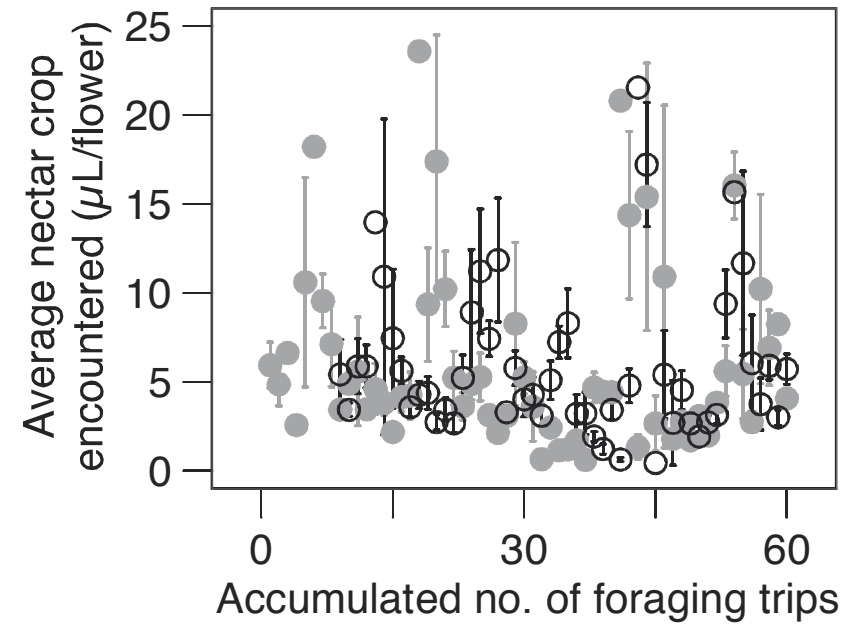 Average nectar crop
encountered (μL/flower)
25
20
15
10
5
0
0 30 60
Accumulated no. of foraging trips